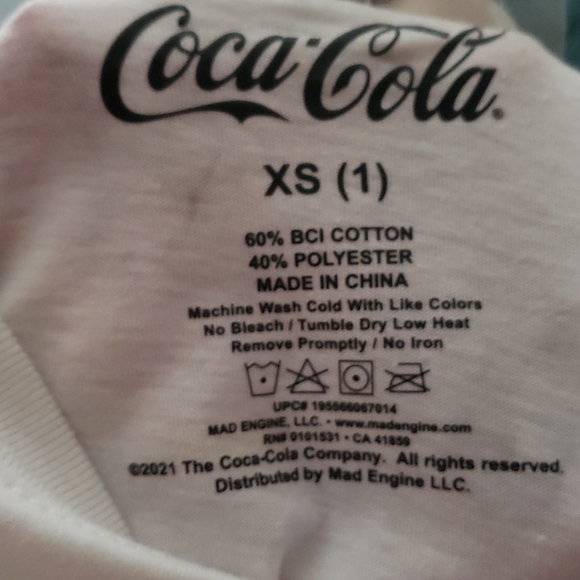 Coca-Cola®
XS (1)
60% BCI COTTON
40% POLYESTER
MADE IN CHINA
Machine Wash Cold With Like Colors
No Bleach / Tumble Dry Low Heat
Remove Promptly / No Iron
UPC# 195566067014
MAD ENGINE, LLC. • www.madengine.com
RN# 0101531 • CA 41859
©2021 The Coca-Cola Company. All rights reserved.
Distributed by Mad Engine LLC.